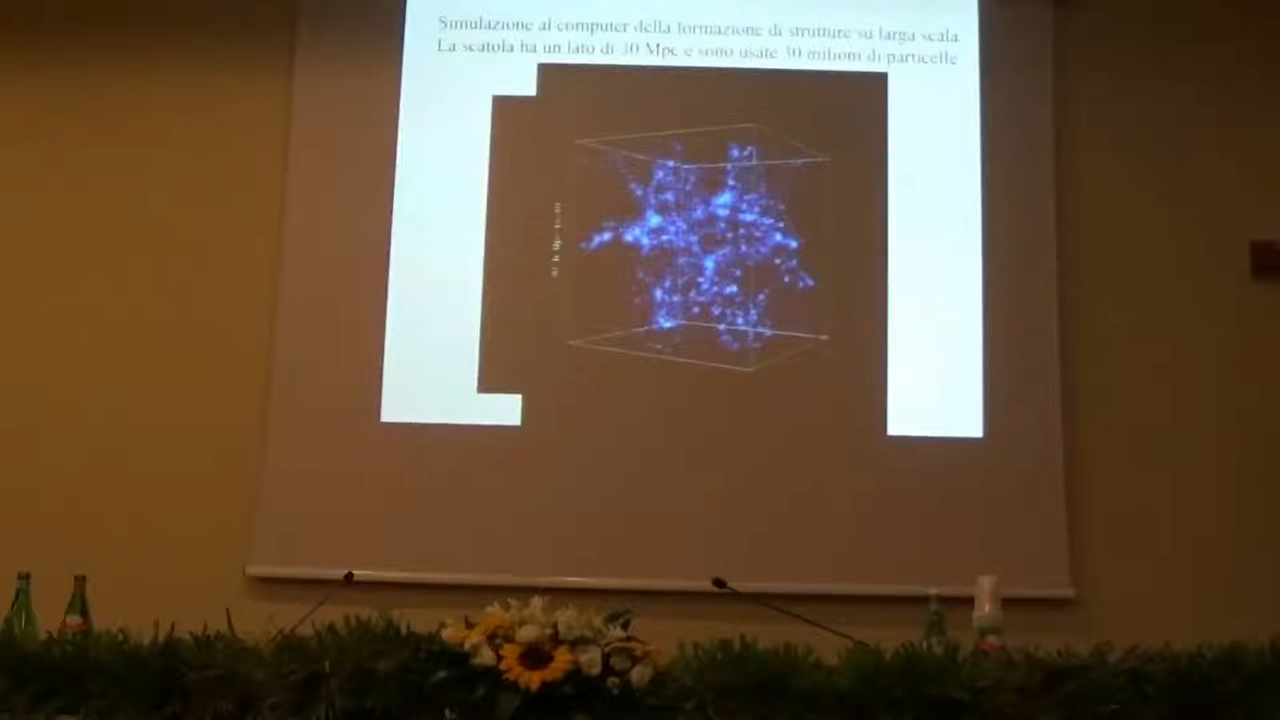 Simulazione al computer della formazione di strutture su larga scala
La scatola ha un lato di 30 Mpc e sono usate 30 milioni di particelle